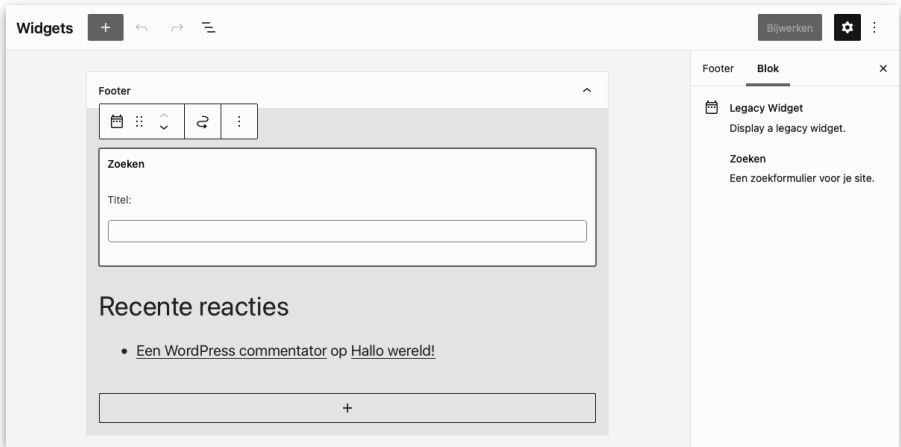 Widgets
Bijwerken
Footer
Footer Blok
Legacy Widget
Display a legacy widget.
Zoeken
Een zoekformulier voor je site.
Zoeken
Titel:
Recente reacties
Een WordPress commentator op Hallo wereld!